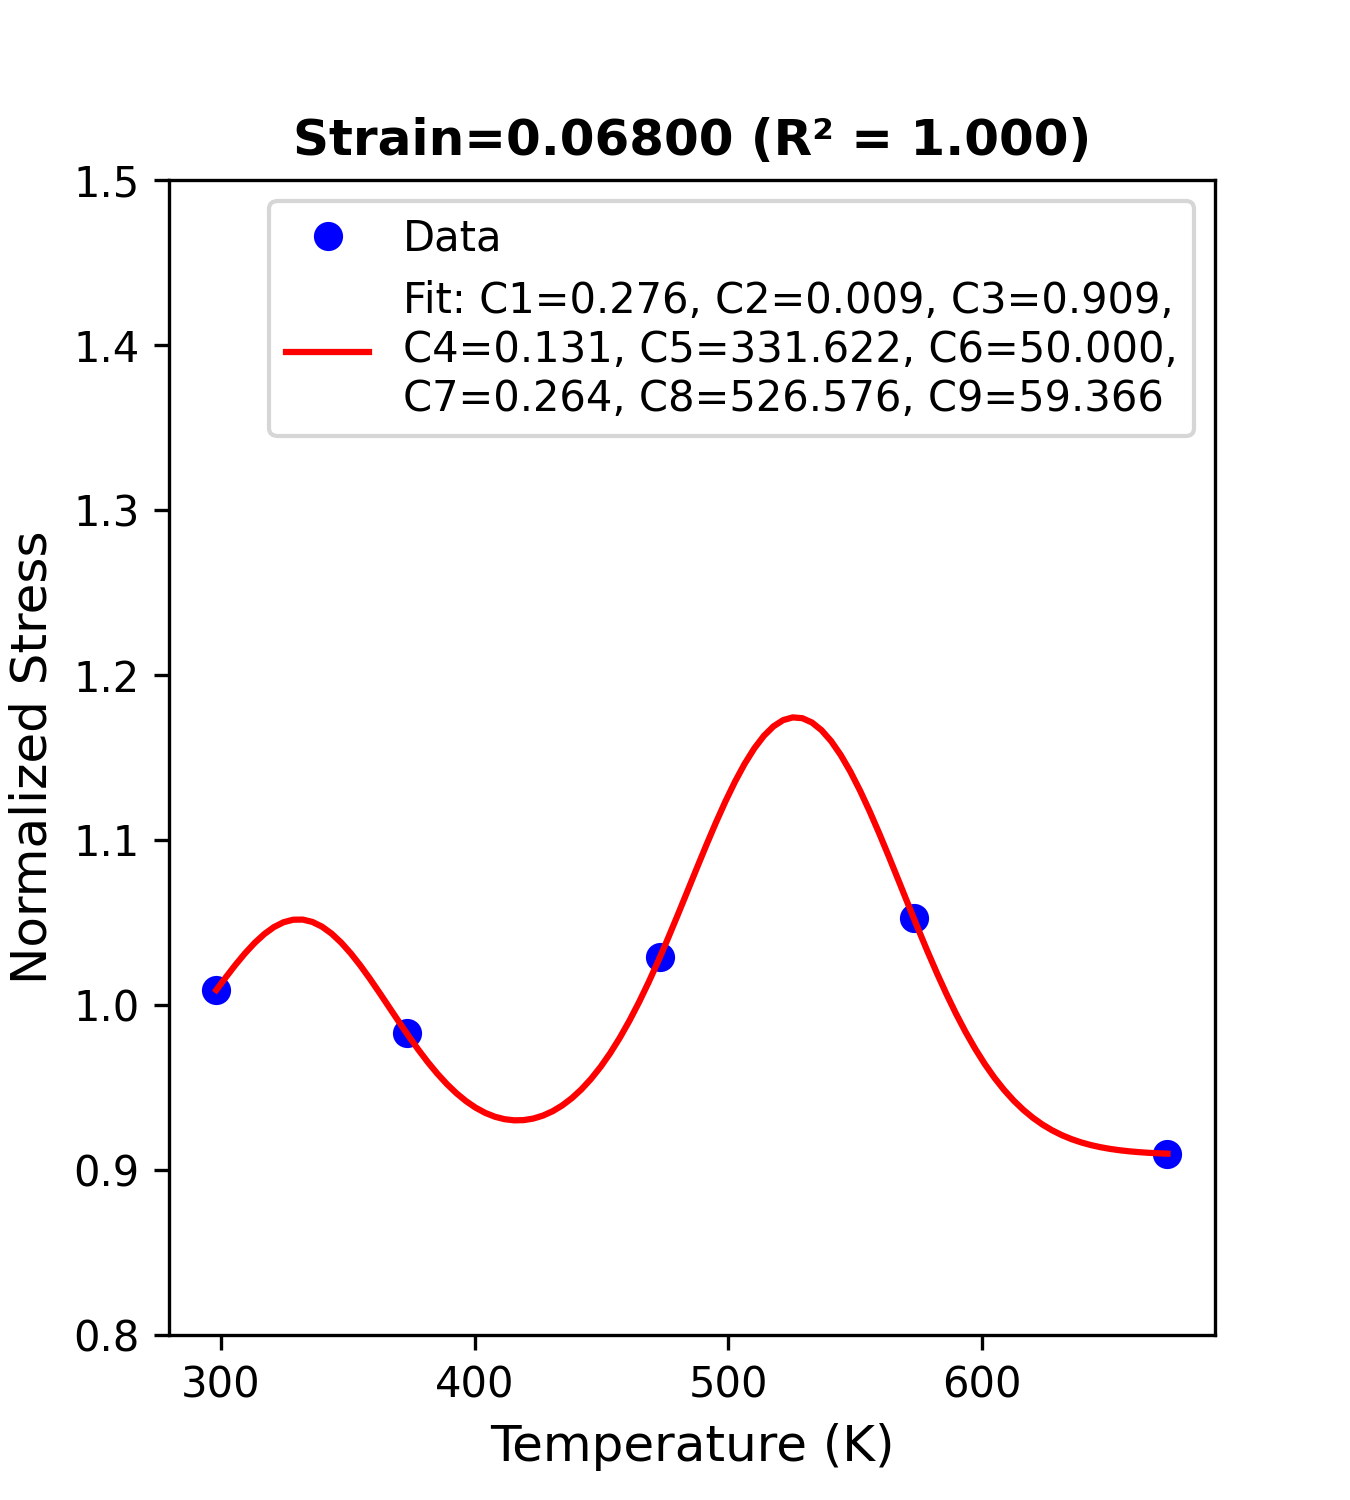 Strain=0.06800 (R² = 1.000)
1.5
1.4
1.3
1.2
1.1
1.0
0.9
0.8
Normalized Stress
Data
Fit: C1=0.276, C2=0.009, C3=0.909,
C4=0.131, C5=331.622, C6=50.000,
C7=0.264, C8=526.576, C9=59.366
300 400 500 600
Temperature (K)